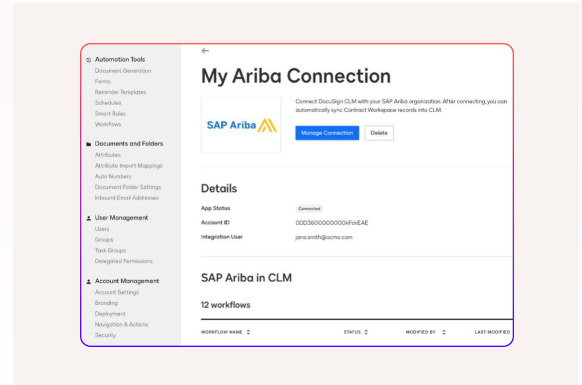 Automation Tools
Document Generation
Forms
Reminder Templates
Schedules
Smart Rules
Workflows
Documents and Folders
Attributes
Attribute Import Mappings
Auto Numbers
Document Folder Settings
Inbound Email Addresses
User Management
Users
Groups
Task Groups
Delegated Permissions
Account Management
Account Settings
Branding
Deployment
Navigation & Actions
Security
My Ariba Connection
SAP Ariba
Connect DocuSign CLM with your SAP Ariba organization. After connecting, you can
automatically sync Contract Workspace records into CLM.
Manage Connection Delete
Details
App Status Connected
Account ID
Integration User jane.smith@acme.com
SAP Ariba in CLM
12 workflows
WORKFLOW NAME STATUS MODIFIED BY LAST MODIFIED